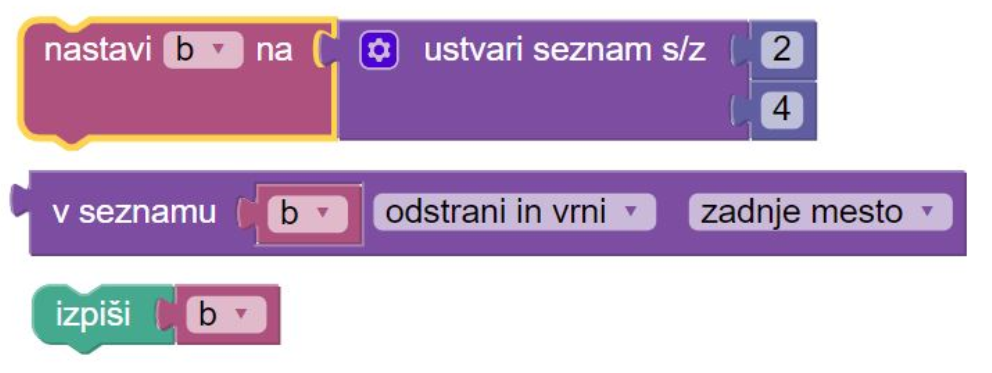 nastavi b na ustvari seznam s/z 2
4
v seznamu b odstrani in vrni zadnje mesto
izpiši b